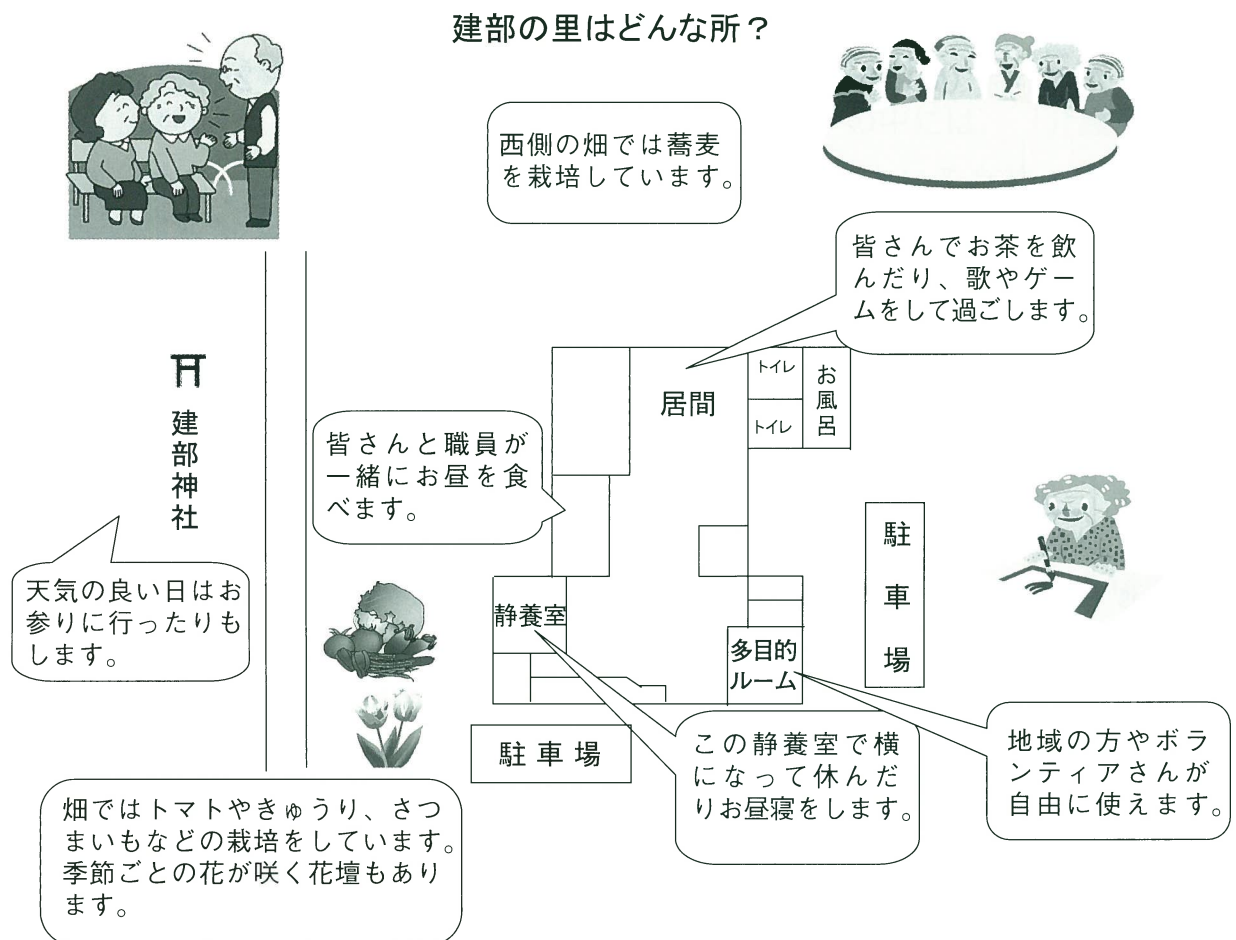 建部の里はどんな所？
西側の畑では蕎麦
を栽培しています。
皆さんでお茶を飲
んだり、歌やゲー
ムをして過ごします。
トイレ
トイレ
お風呂
居間
建部神社
皆さんと職員が
一緒にお昼を食
べます。
天気の良い日はお
参りに行ったりも
します。
静養室
多目的
ルーム
駐車場
駐車場
この静養室で横
になって休んだ
りお昼寝をします。
地域の方やボラ
ンティアさんが
自由に使えます。
畑ではトマトやきゅうり、さつ
まいもなどの栽培をしています。
季節ごとの花が咲く花壇もあり
ます。